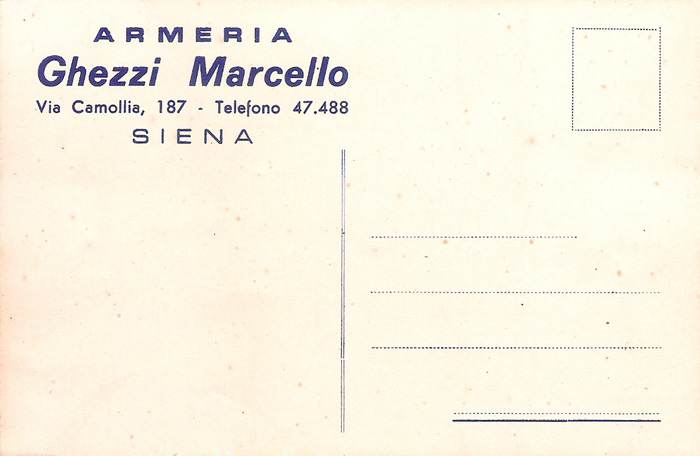 ARMERIA
Ghezzi Marcello
Via Camollia, 187 - Telefono 47.488
SIENA